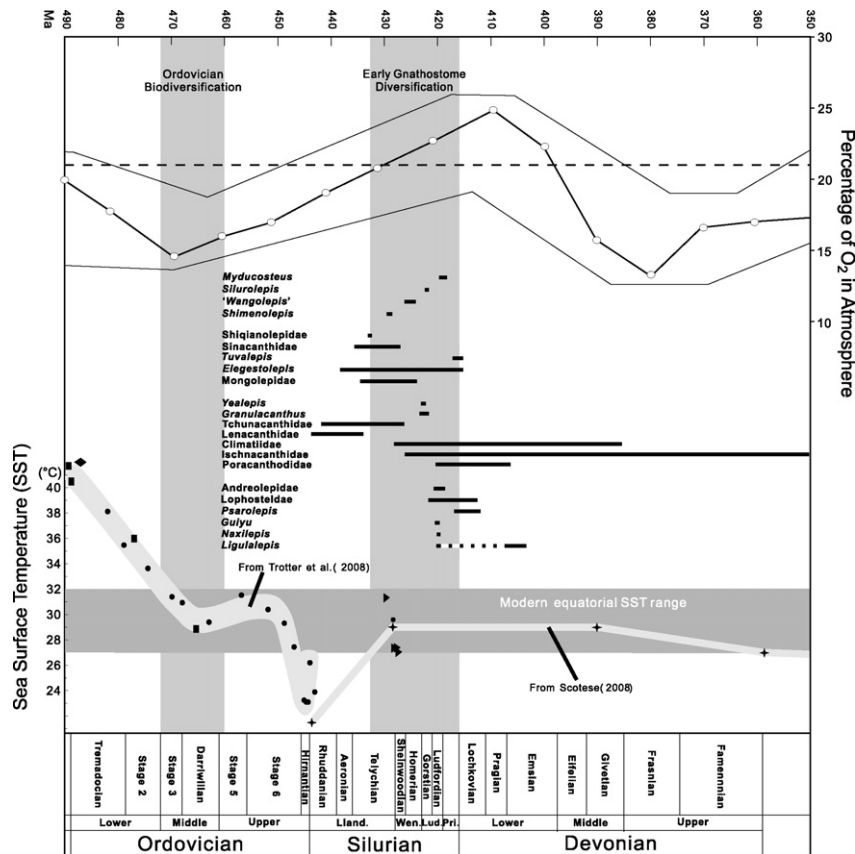 Ma
490 480 470 460 450 440 430 420 410 400 390 380 370 360 350
30
25
20
15
10
Percentage of O2 in Atmosphere
Ordovician
Biodiversification
Early Gnathostome
Diversification
Myducosteus
Silurolepis
‘Wangolepis’
Shimenolepis
Shiqianolepidae
Sinacanthidae
Tuvalepis
Elegestolepis
Mongolepidae
Yealepis
Granulacanthus
Tchunacanthidae
Lenacanthidae
Climatiidae
Ischnacanthidae
Poracanthodidae
Andreolepidae
Lophosteidae
Psarolepis
Guiyu
Naxilepis
Ligulalepis
Sea Surface Temperature (SST)
(°C)
40
38
36
34
32
30
28
26
24
From Trotter et al.( 2008)
Modern equatorial SST range
From Scotese(2008)
Tremadocian
Stage 2
Stage 3
Darriwilian
Stage 5
Stage 6
Hirnantian
Rhuddanian
Aeronian
Telychian
Sheinwoodian
Homerian
Gorstian
Ludfordian
Lochkovian
Pragian
Emsian
Eifelian
Givetian
Frasnian
Famennnian
Lower Middle Upper Lland. Wen. Lud. Pri. Lower Middle Upper
Ordovician Silurian Devonian